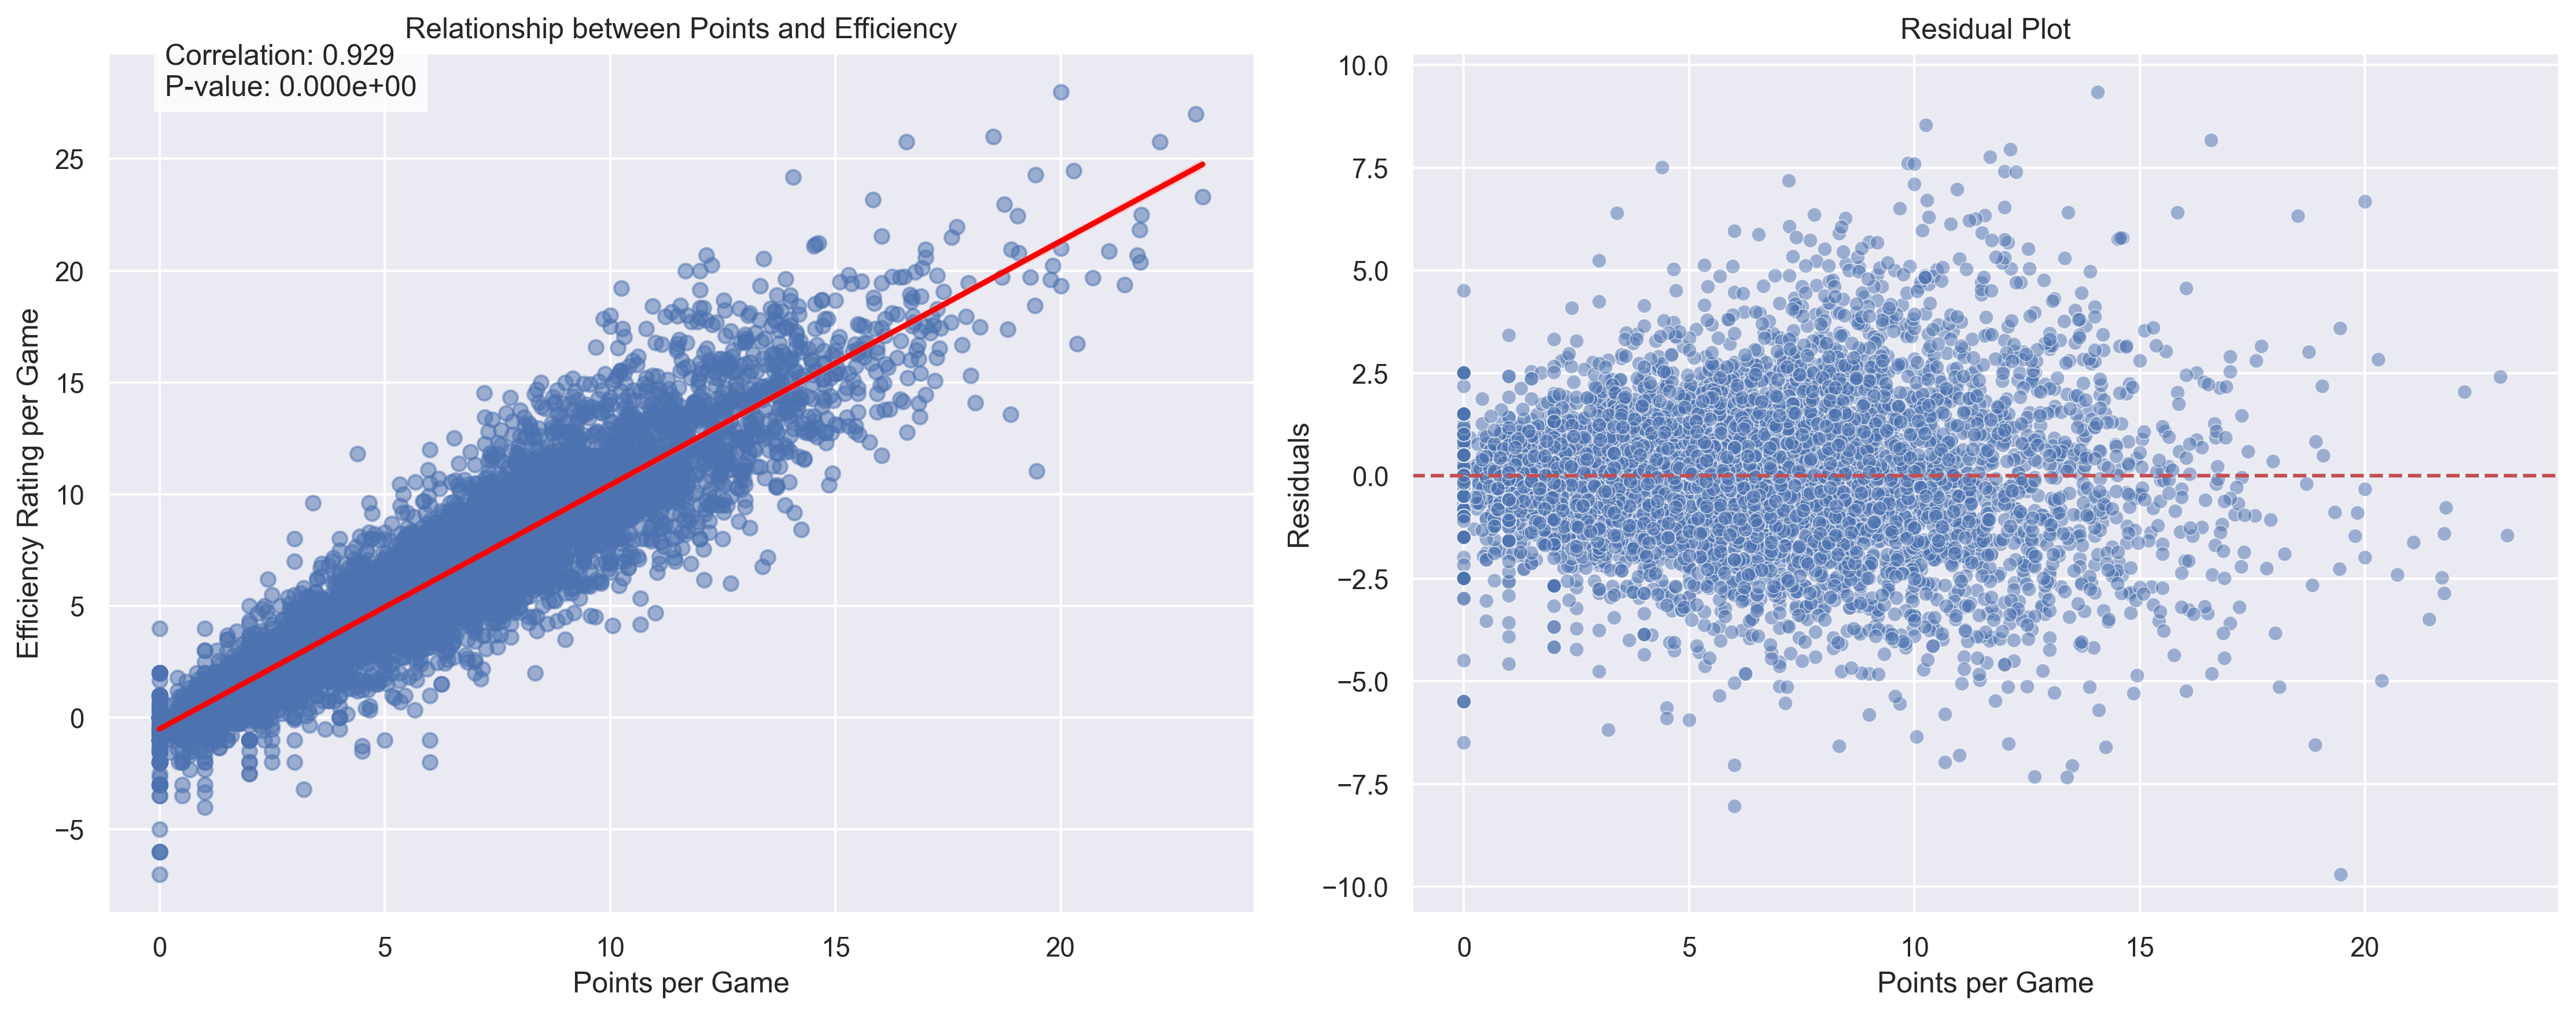 Relationship between Points and Efficiency
Correlation: 0.929
P-value: 0.000e+00
25
20
15
10
5
0
−5
Efficiency Rating per Game
0 5 10 15 20
Points per Game
Residual Plot
10.0
7.5
5.0
2.5
0.0
−2.5
−5.0
−7.5
−10.0
Residuals
0 5 10 15 20
Points per Game